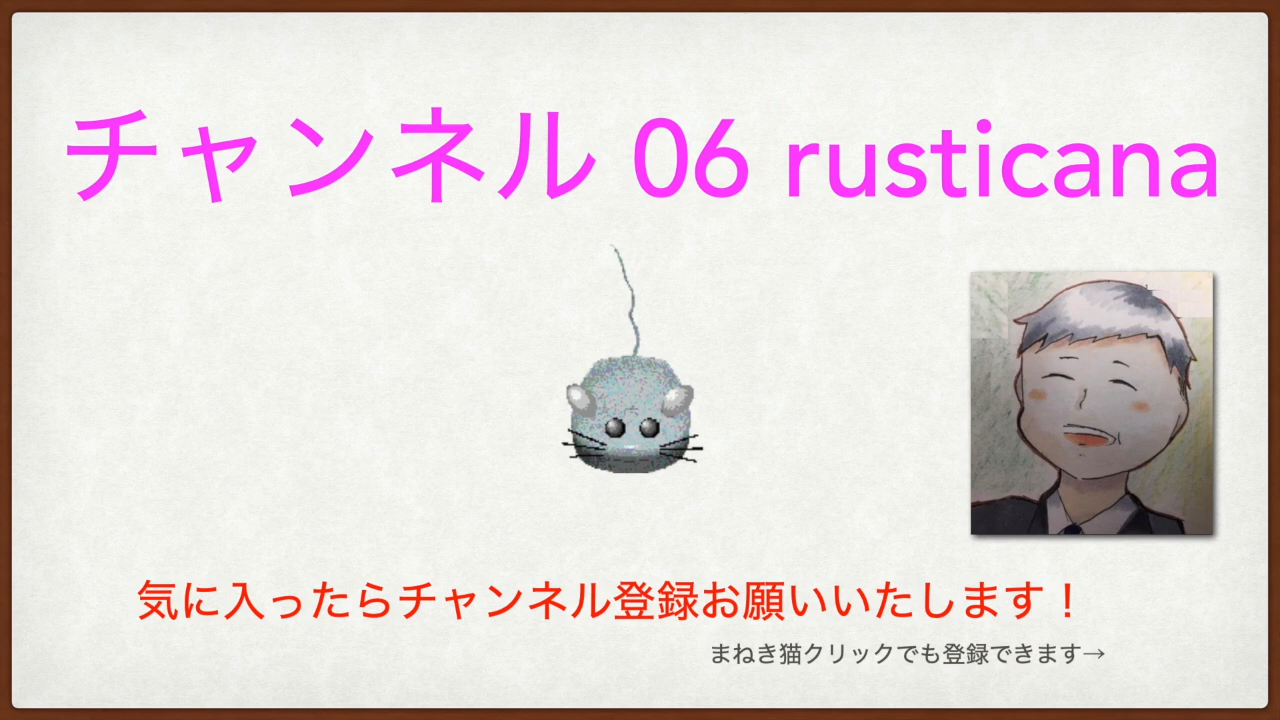 チャンネル 06 rusticana
気に入ったらチャンネル登録お願いいたします！
まねき猫クリックでも登録できます→